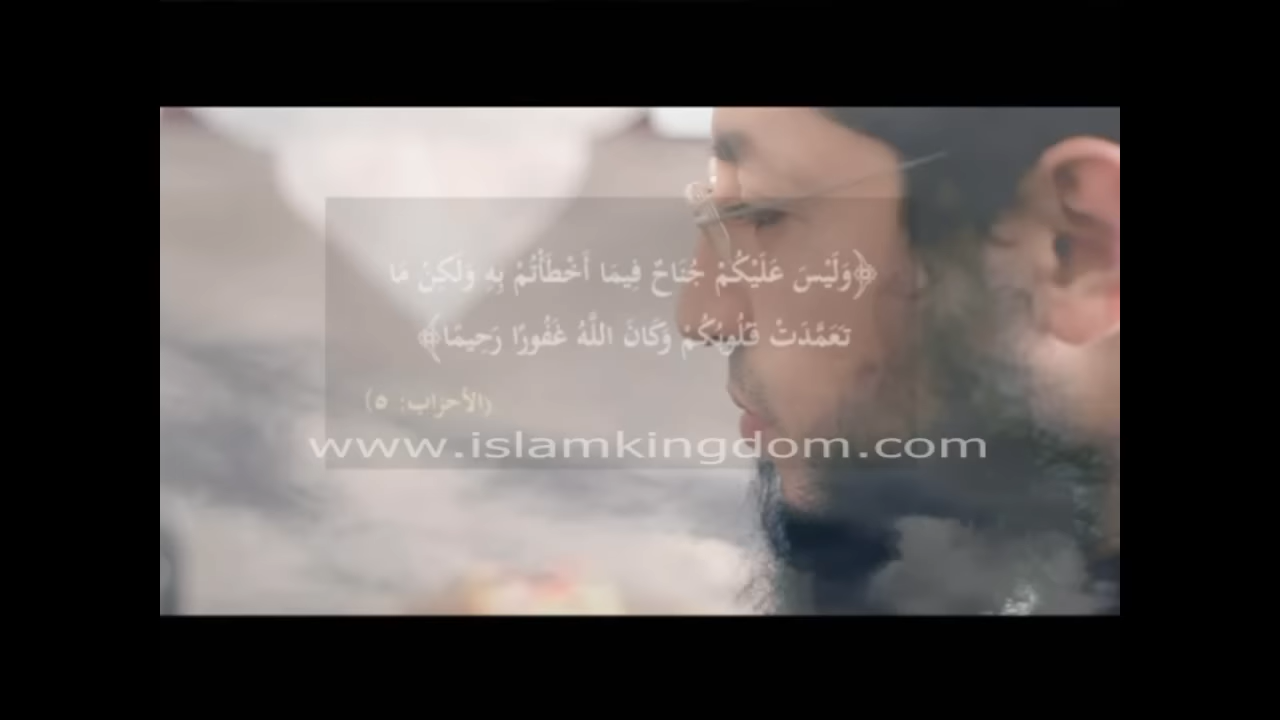 ﴿وَلَيْسَ عَلَيْكُمْ جُنَاحٌ فِيمَا أَخْطَأْتُمْ بِهِ وَلَكِنْ مَا
تَعَمَّدَتْ قُلُوبُكُمْ وَكَانَ اللَّهُ غَفُورًا رَحِيمًا﴾
(الأحزاب: ٥)
www.islamkingdom.com